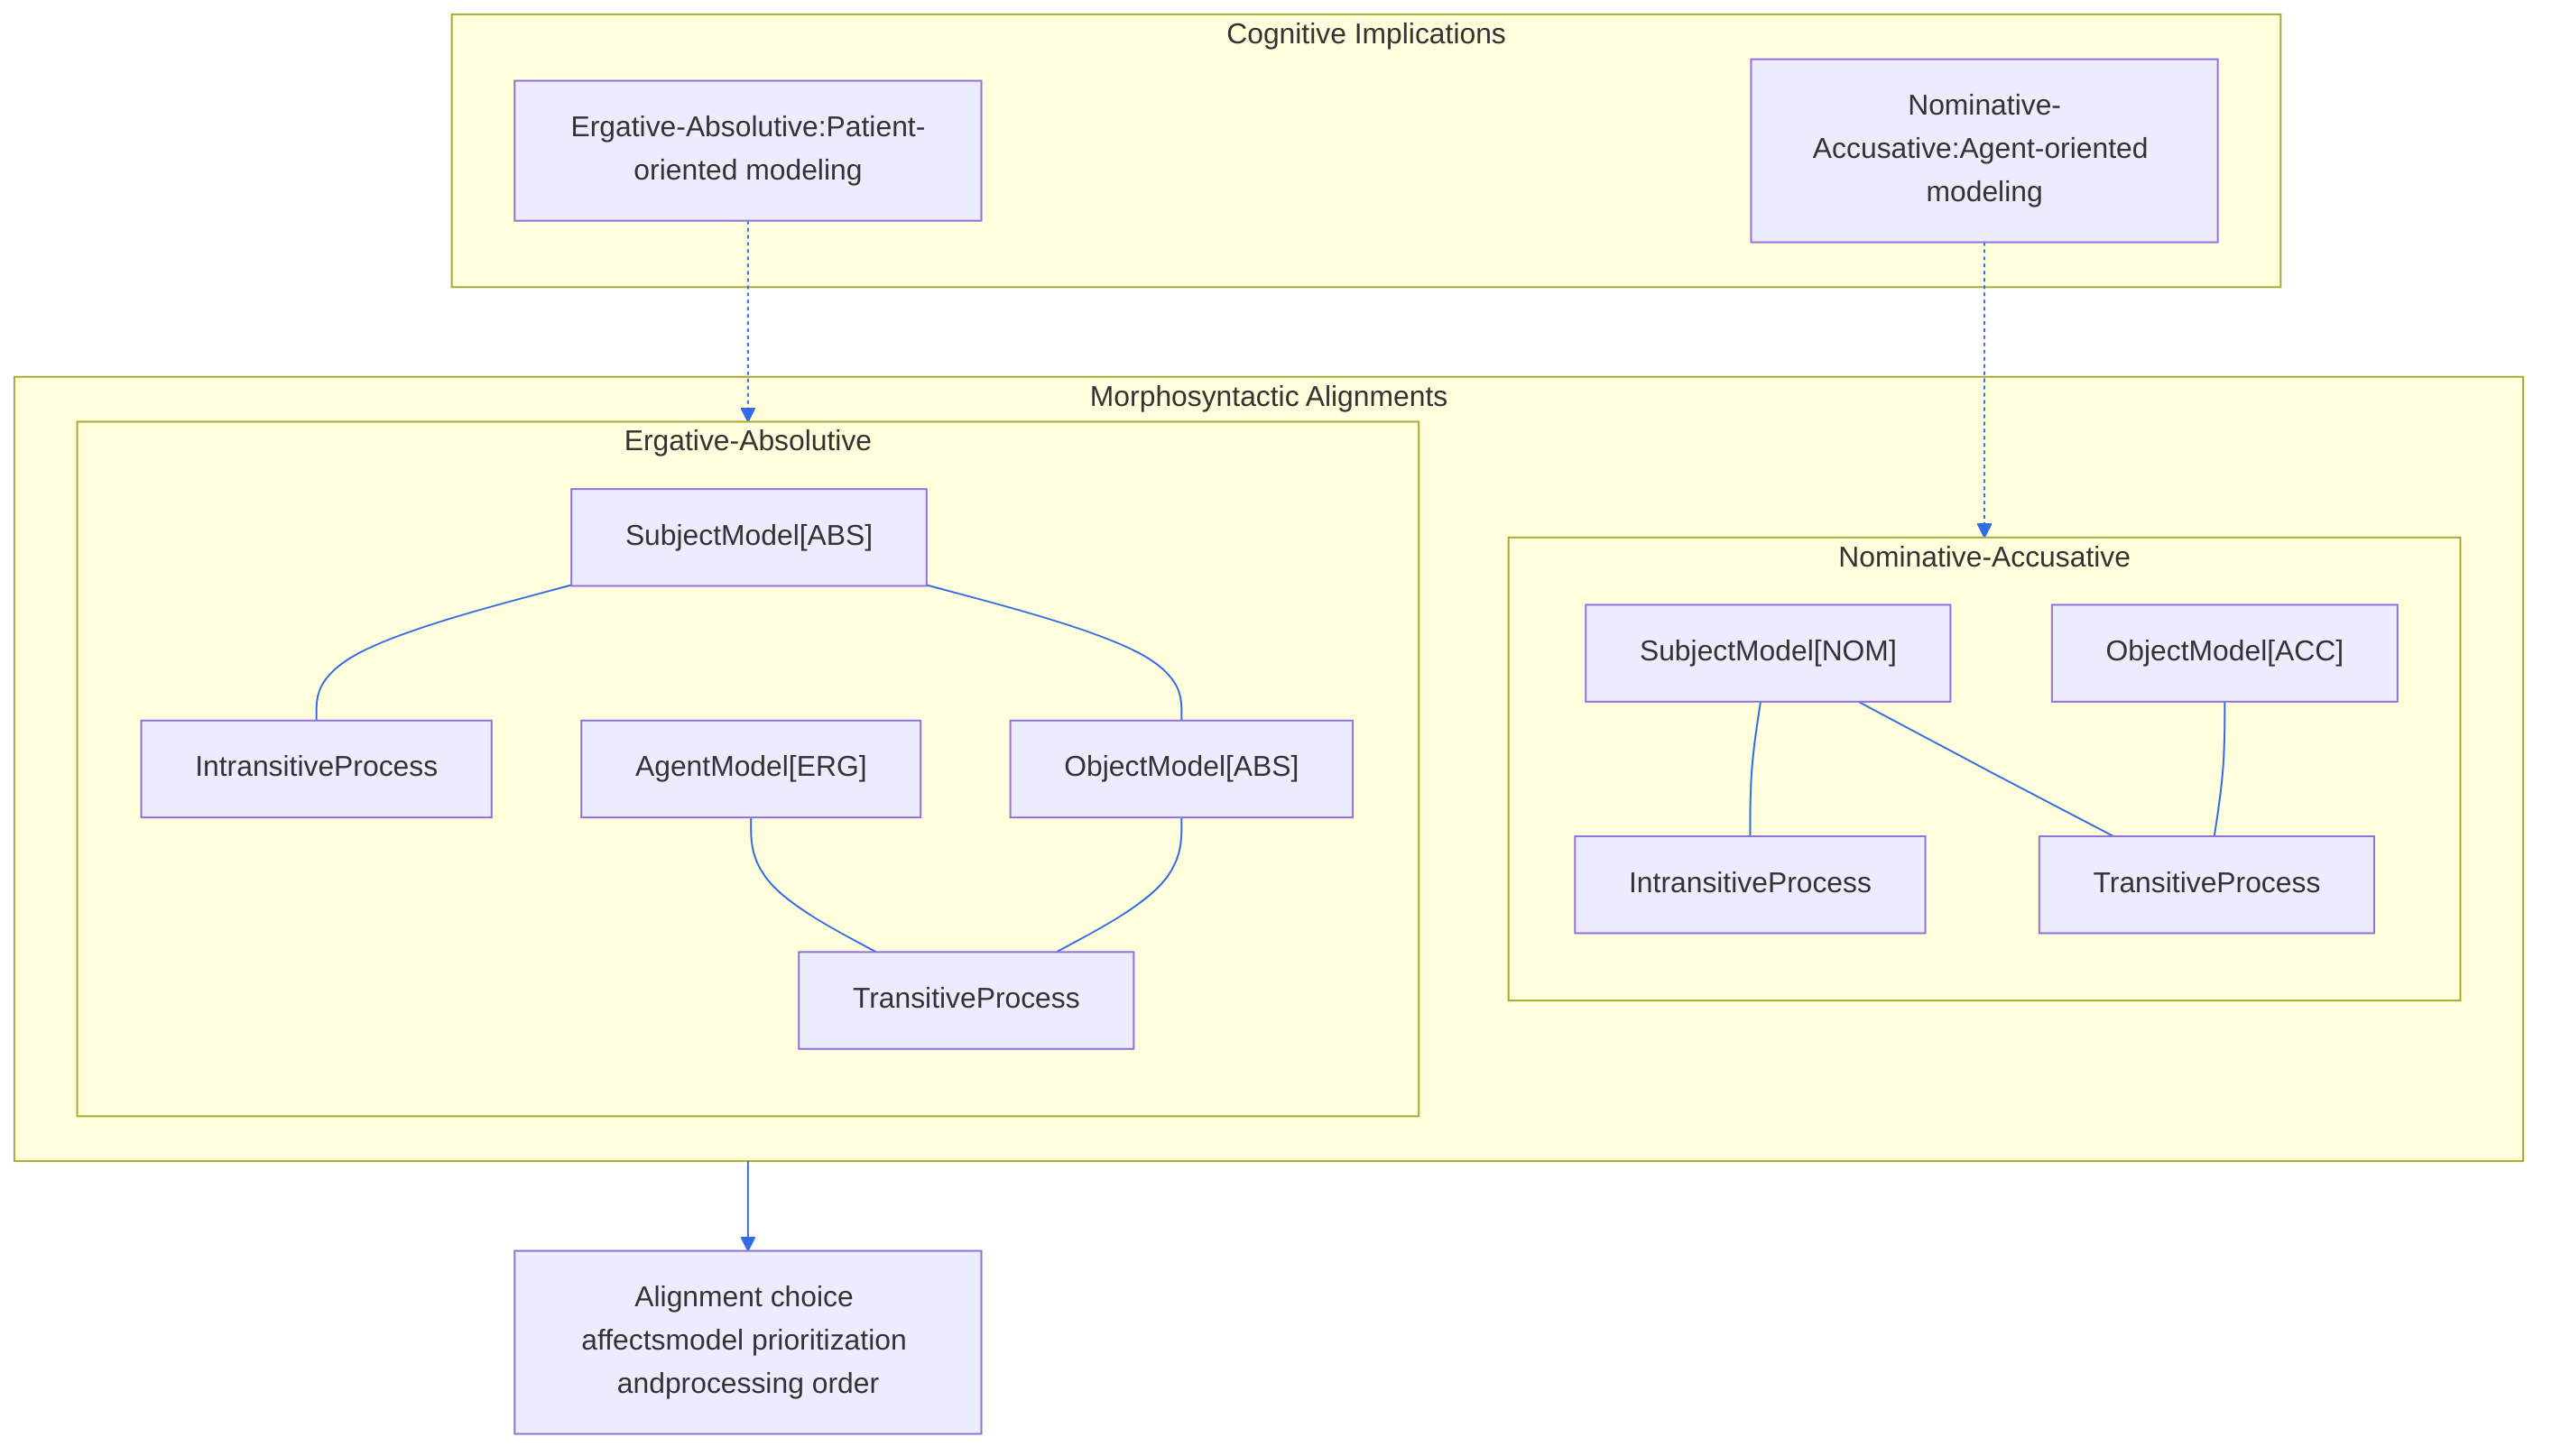 Cognitive Implications
Ergative-Absolutive:Patient-
oriented modeling
Nominative-
Accusative:Agent-oriented
modeling
Morphosyntactic Alignments
Ergative-Absolutive
SubjectModel[ABS]
IntransitiveProcess
AgentModel[ERG]
ObjectModel[ABS]
TransitiveProcess
Nominative-Accusative
SubjectModel[NOM]
ObjectModel[ACC]
IntransitiveProcess
TransitiveProcess
Alignment choice
affectsmodel prioritization
andprocessing order